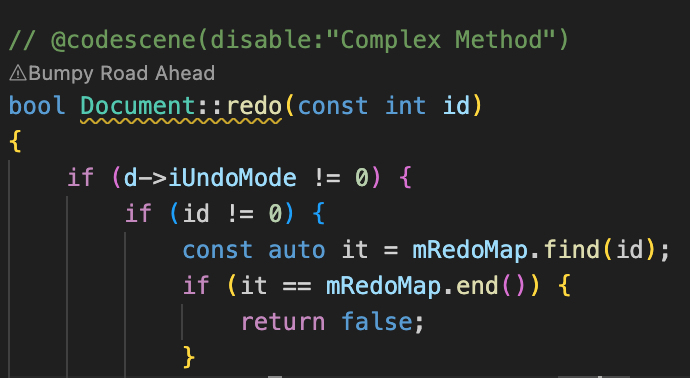 // @codescene(disable:"Complex Method")
⚠Bumpy Road Ahead
bool Document::redo(const int id)
{
if (d->iUndoMode != 0) {
if (id != 0) {
const auto it = mRedoMap.find(id);
if (it == mRedoMap.end()) {
return false;
}